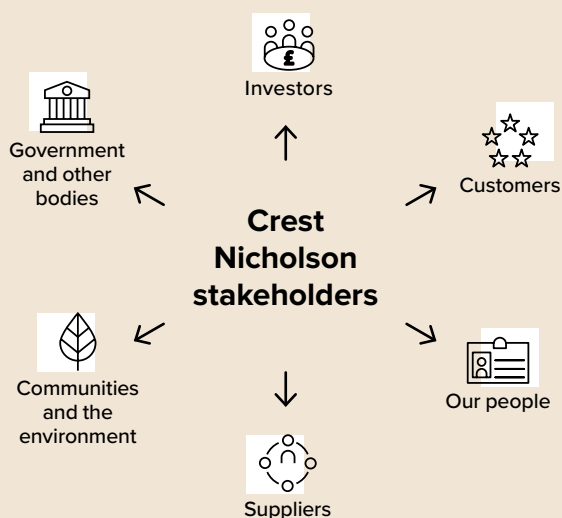 £
Investors
Government
and other
bodies
Customers
Crest
Nicholson
stakeholders
Communities
and the
environment
Our people
Suppliers